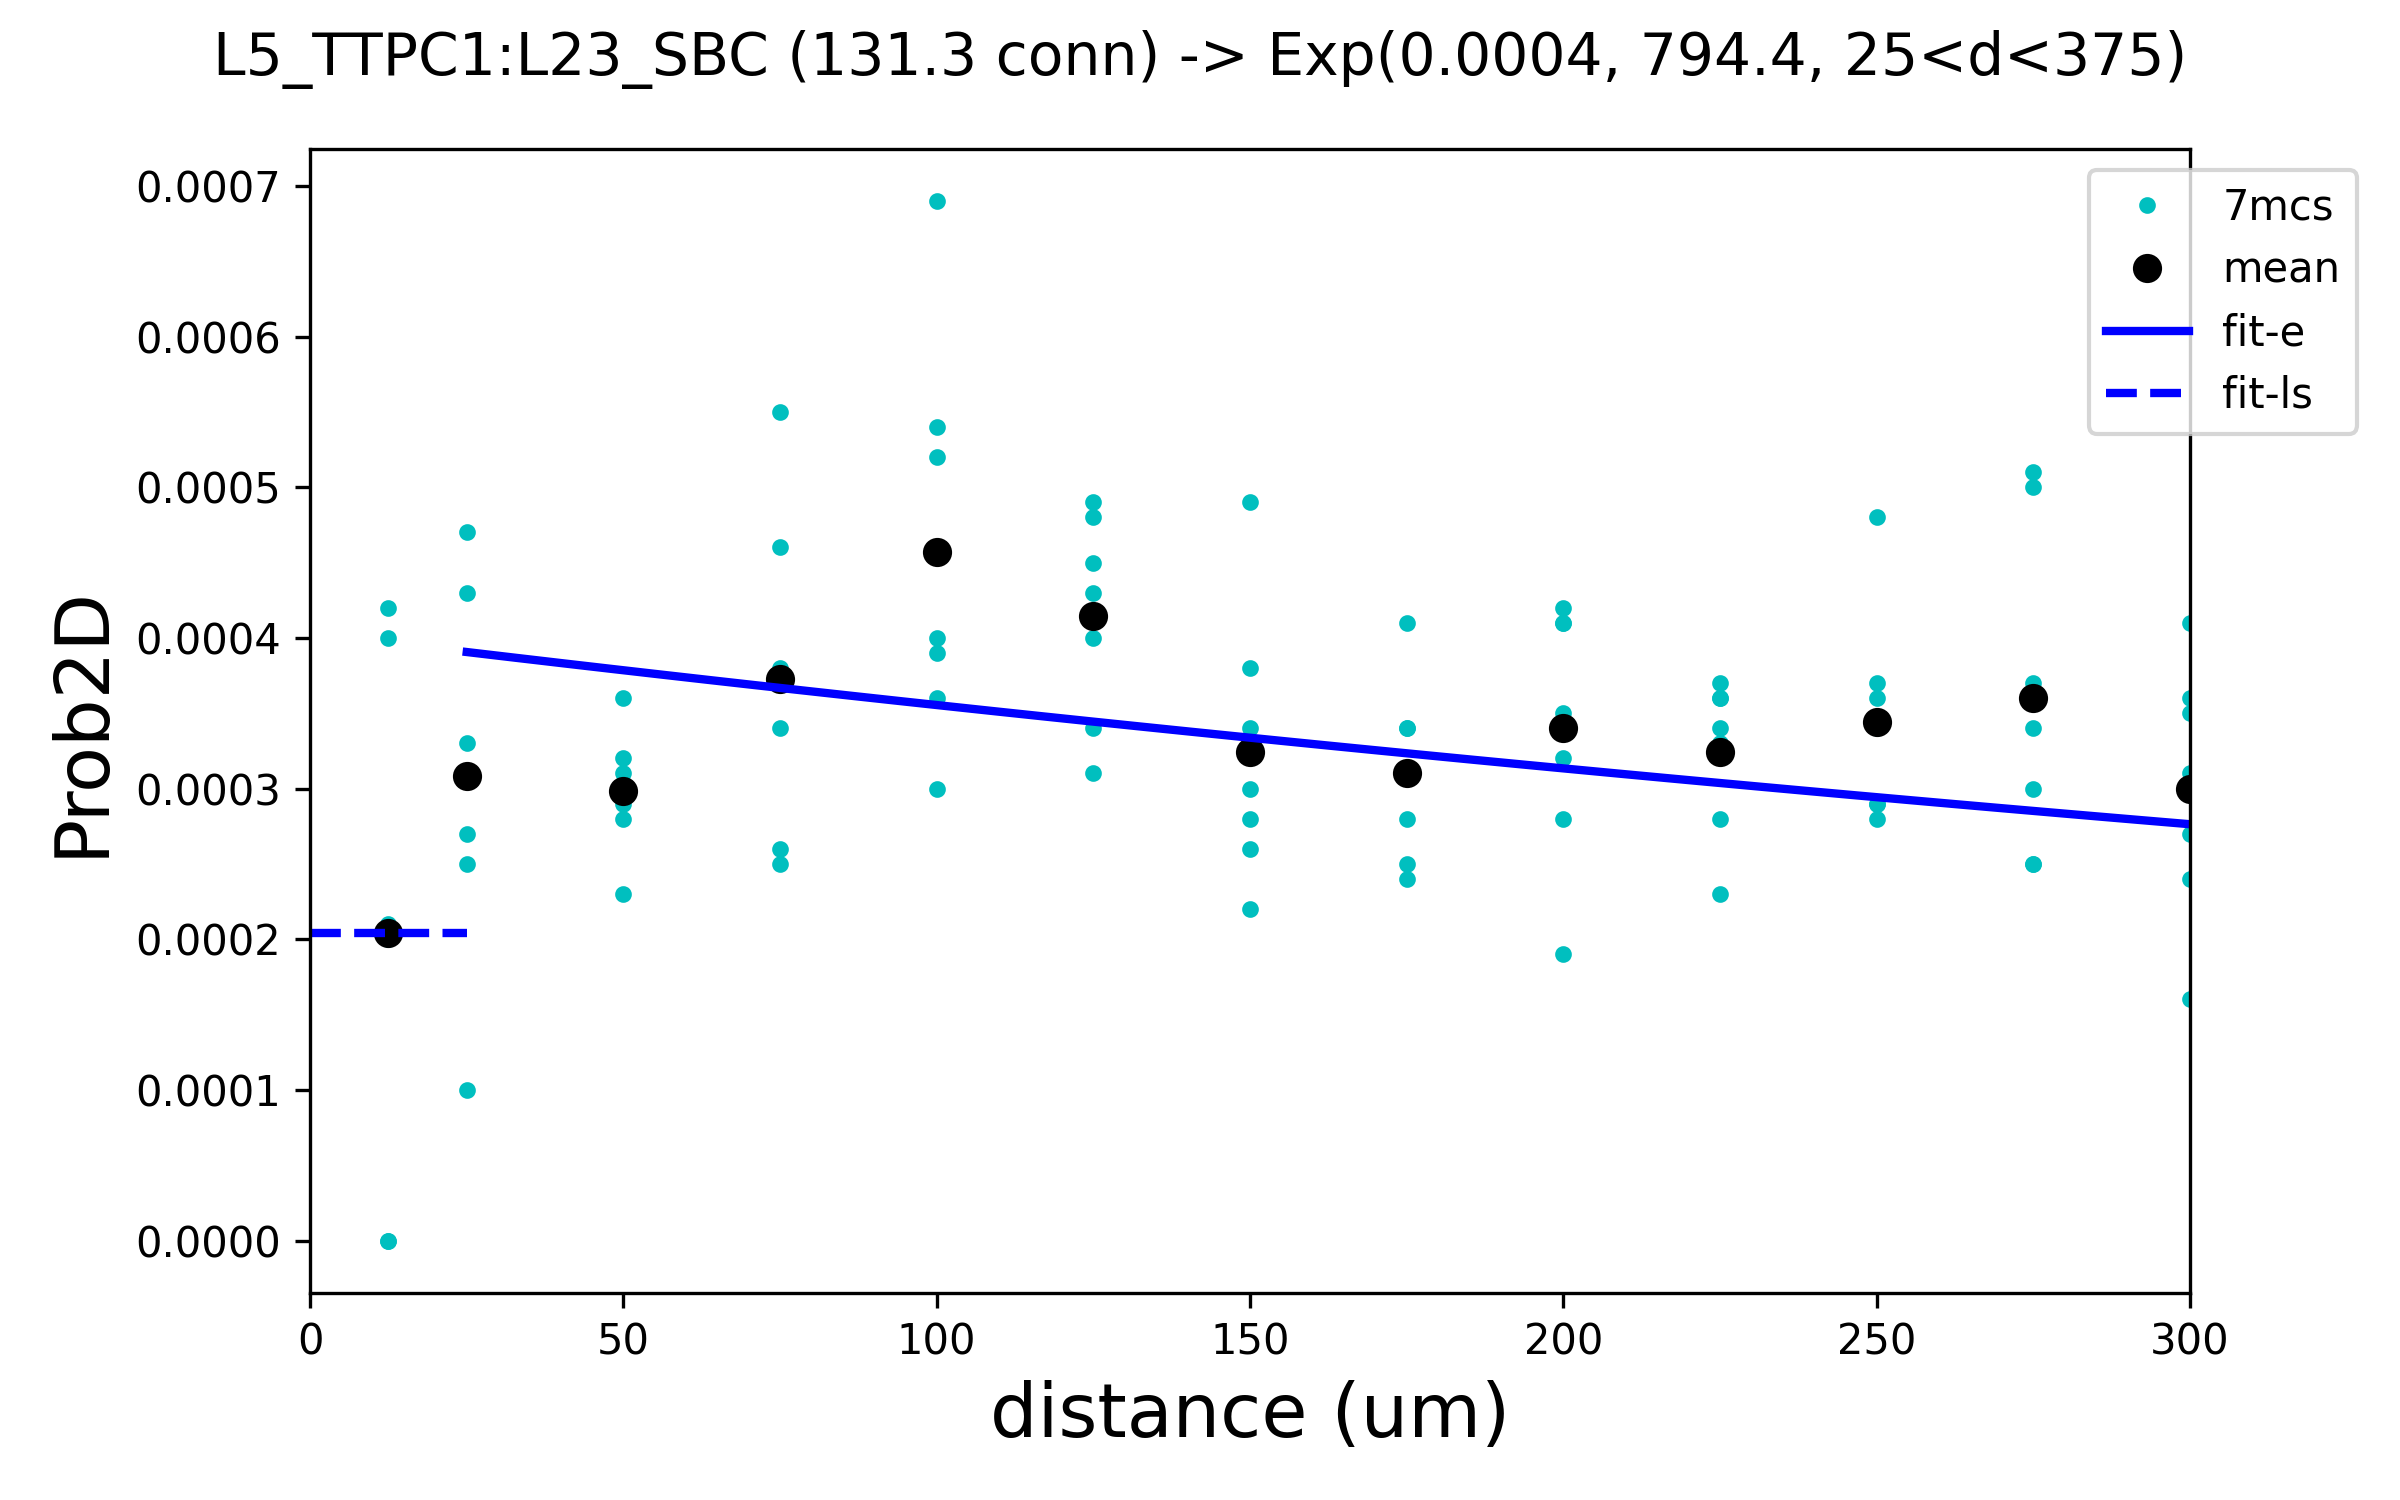 L5_TTPC1:L23_SBC (131.3 conn) -> Exp(0.0004, 794.4, 25<d<375)
0.0007
0.0006
0.0005
0.0004
0.0003
0.0002
0.0001
0.0000
Prob2D
0 50 100 150 200 250 300
distance (um)
7mcs
mean
fit-e
fit-ls